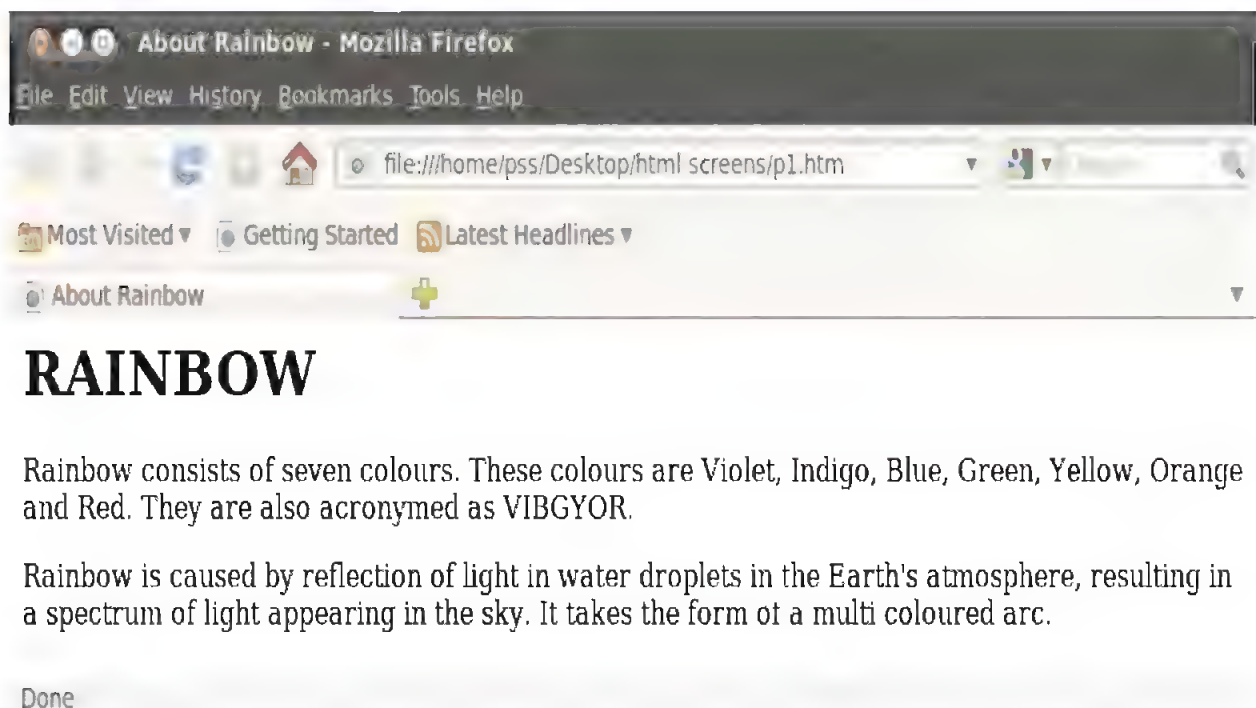 About Rainbow - Mozilla Firefox
File Edit View History Bookmarks Tools Help
file:///home/pss/Desktop/html screens/p1.htm
Most Visited Getting Started Latest Headlines
About Rainbow
RAINBOW
Rainbow consists of seven colours. These colours are Violet, Indigo, Blue, Green, Yellow, Orange
and Red. They are also acronymed as VIBGYOR.
Rainbow is caused by reflection of light in water droplets in the Earth's atmosphere, resulting in
a spectrum of light appearing in the sky. It takes the form of a multi coloured arc.
Done